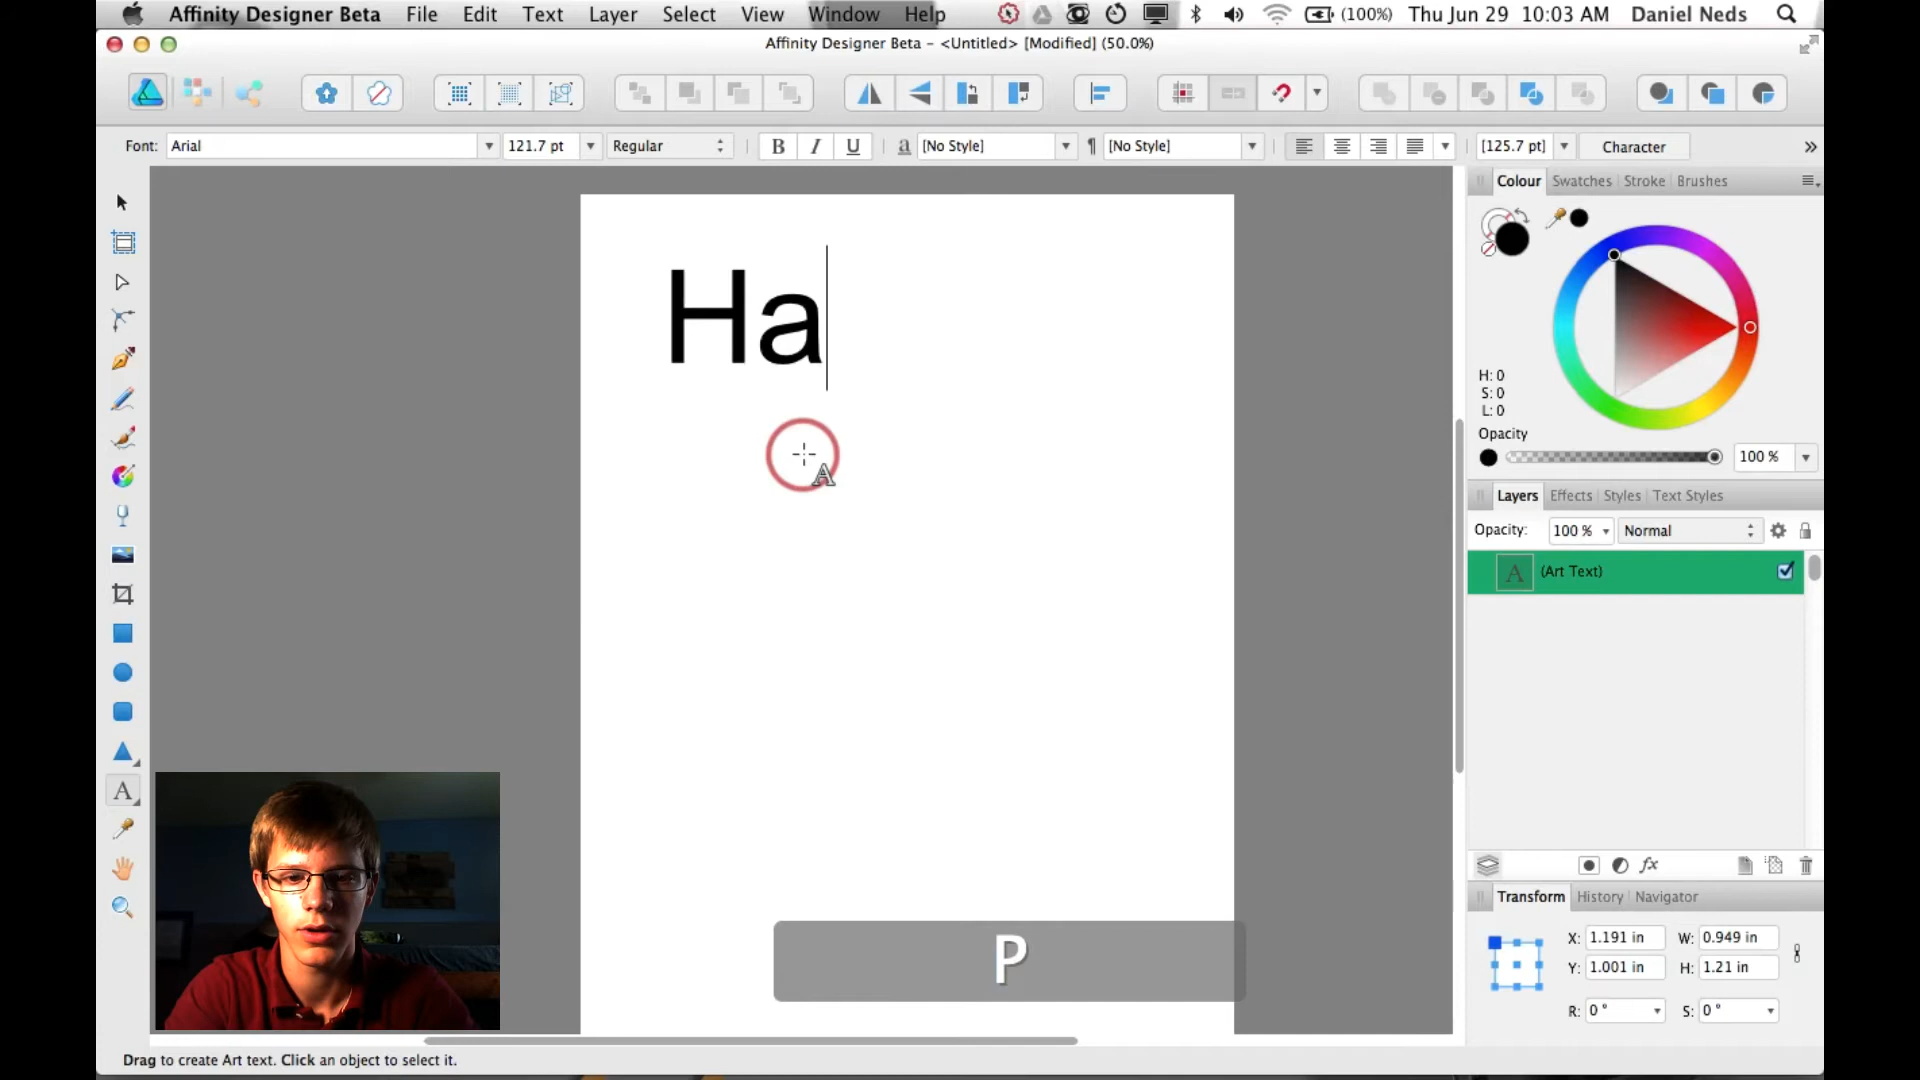 Affinity Designer Beta File Edit Text Layer Select View Window Help (100%) Thu Jun 29 10:03 AM Daniel Neds
Affinity Designer Beta - <Untitled> [Modified] (50.0%)
Font: Arial 121.7 pt Regular B I U a [No Style] ¶ [No Style] [125.7 pt] Character »
Colour Swatches Stroke Brushes
Ha
H: 0
S: 0
L: 0
Opacity
100 %
Layers Effects Styles Text Styles
Opacity: 100 % Normal
A (Art Text)
A
A
fx
Transform History Navigator
P
X: 1.191 in W: 0.949 in
Y: 1.001 in H: 1.21 in
R: 0 ° S: 0 °
Drag to create Art text. Click an object to select it.